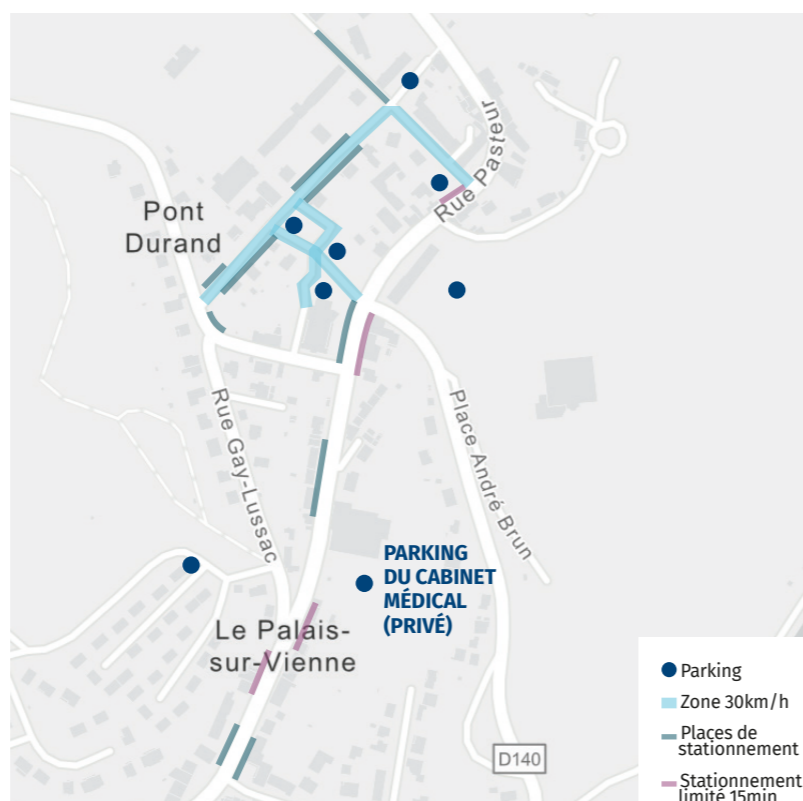 Rue Pasteur
Pont
Durand
Rue Gay-Lussac
Place André Brun
PARKING
DU CABINET
MÉDICAL
(PRIVÉ)
Le Palais-
sur-Vienne
D140
Parking
Zone 30km/h
Places de
stationnement
Stationnement
limité 15min